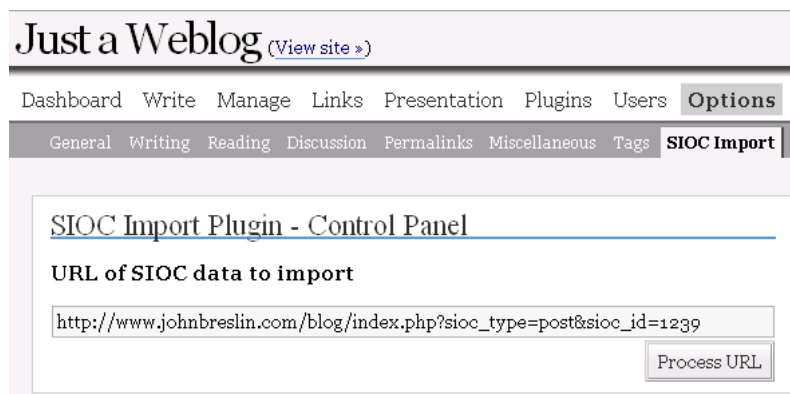 Just a Weblog (View site »)
Dashboard Write Manage Links Presentation Plugins Users Options
General Writing Reading Discussion Permalinks Miscellaneous Tags SIOC Import
SIOC Import Plugin - Control Panel
URL of SIOC data to import
http://www.johnbreslin.com/blog/index.php?sioc_type=post&sioc_id=1239
Process URL